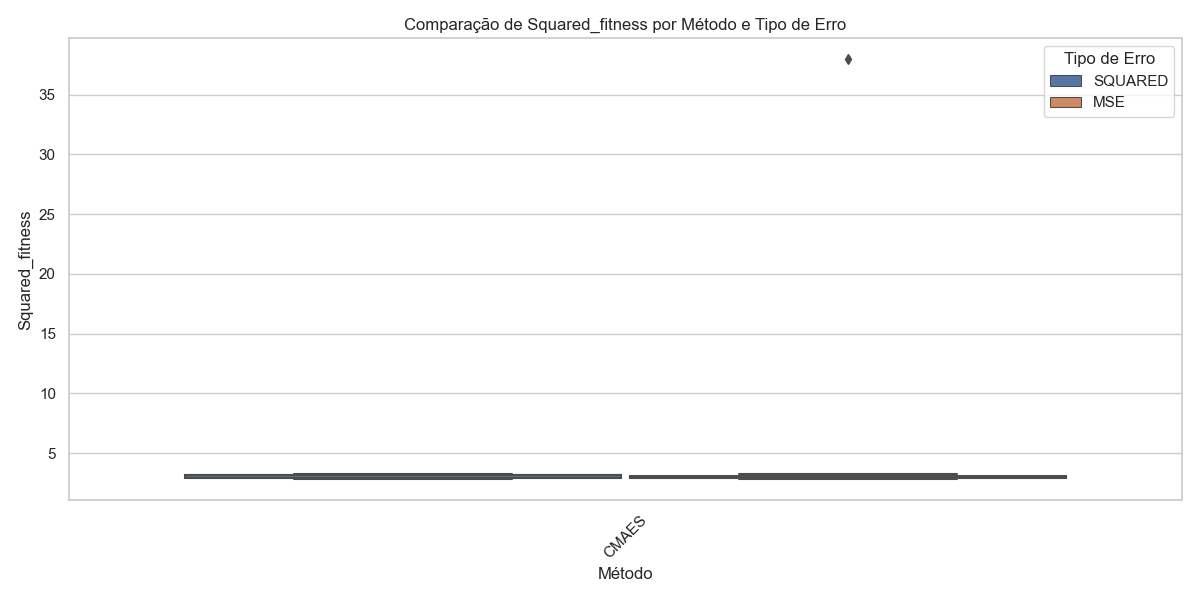 Comparação de Squared_fitness por Método e Tipo de Erro
Tipo de Erro
SQUARED
MSE
Squared_fitness
35
30
25
20
15
10
5
CMAES
Método